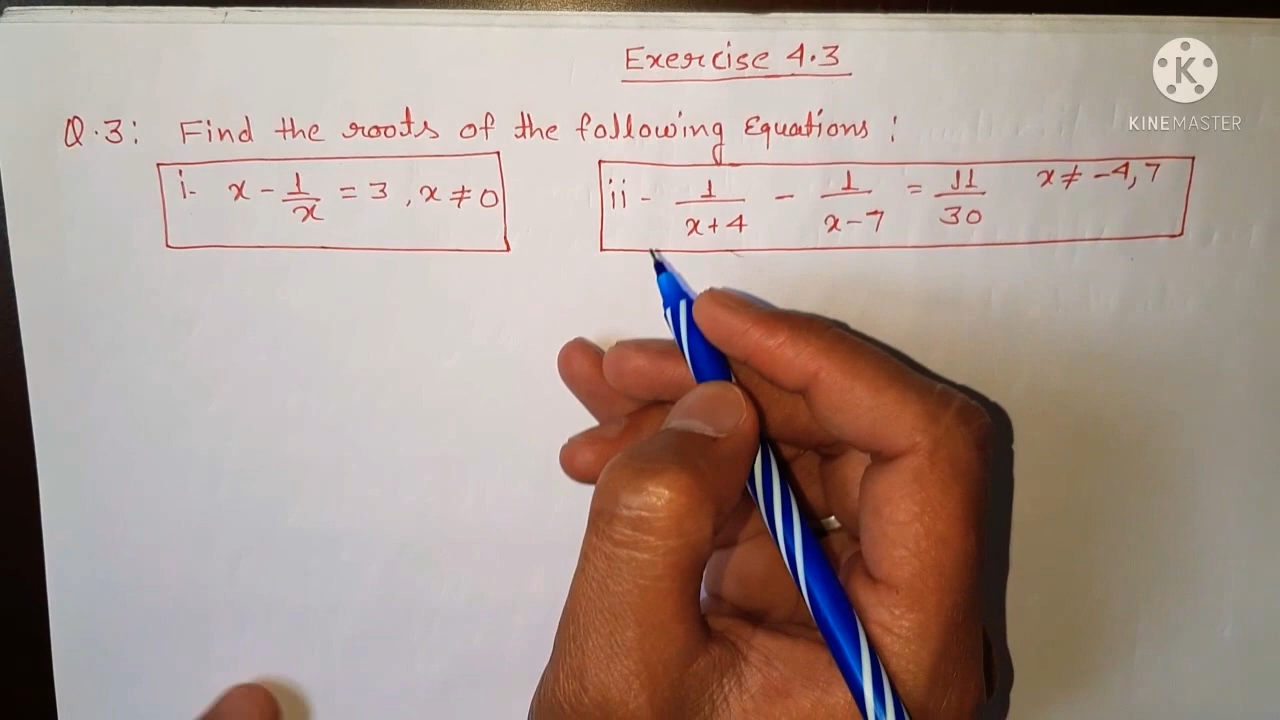 Exercise 4.3
K
KINEMASTER
Q.3: Find the roots of the following Equations :
i- x - 1/x = 3 , x ≠ 0
ii - 1/(x+4) - 1/(x-7) = 11/30 x ≠ -4, 7